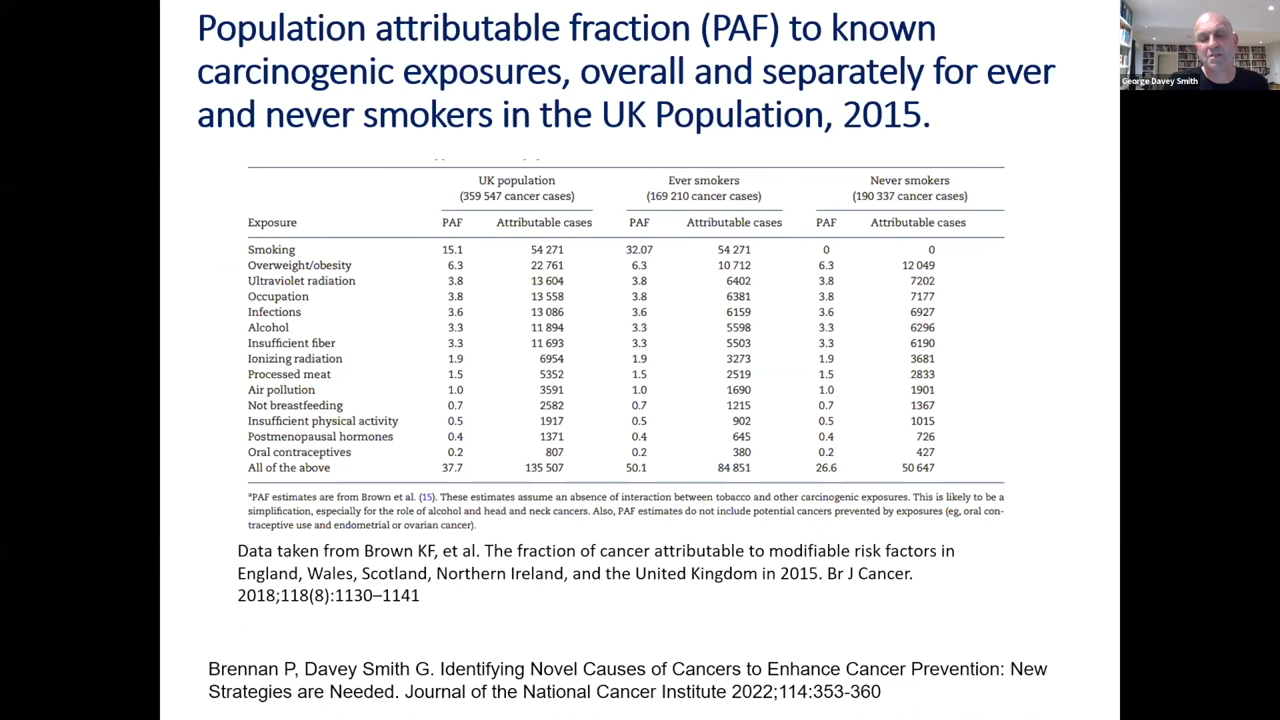 Population attributable fraction (PAF) to known
carcinogenic exposures, overall and separately for ever
and never smokers in the UK Population, 2015.
George Davey Smith
UK population Ever smokers Never smokers
(359 547 cancer cases) (169 210 cancer cases) (190 337 cancer cases)
Exposure PAF Attributable cases PAF Attributable cases PAF Attributable cases
Smoking 15.1 54 271 32.07 54 271 0 0
Overweight/obesity 6.3 22 761 6.3 10 712 6.3 12 049
Ultraviolet radiation 3.8 13 604 3.8 6402 3.8 7202
Occupation 3.8 13 558 3.8 6381 3.8 7177
Infections 3.6 13 086 3.6 6159 3.6 6927
Alcohol 3.3 11 894 3.3 5598 3.3 6296
Insufficient fiber 3.3 11 693 3.3 5503 3.3 6190
Ionizing radiation 1.9 6954 1.9 3273 1.9 3681
Processed meat 1.5 5352 1.5 2519 1.5 2833
Air pollution 1.0 3591 1.0 1690 1.0 1901
Not breastfeeding 0.7 2582 0.7 1215 0.7 1367
Insufficient physical activity 0.5 1917 0.5 902 0.5 1015
Postmenopausal hormones 0.4 1371 0.4 645 0.4 726
Oral contraceptives 0.2 807 0.2 380 0.2 427
All of the above 37.7 135 507 50.1 84 851 26.6 50 647
ᵃPAF estimates are from Brown et al. (15). These estimates assume an absence of interaction between tobacco and other carcinogenic exposures. This is likely to be a
simplification, especially for the role of alcohol and head and neck cancers. Also, PAF estimates do not include potential cancers prevented by exposures (eg, oral con-
traceptive use and endometrial or ovarian cancer).
Data taken from Brown KF, et al. The fraction of cancer attributable to modifiable risk factors in
England, Wales, Scotland, Northern Ireland, and the United Kingdom in 2015. Br J Cancer.
2018;118(8):1130–1141
Brennan P, Davey Smith G. Identifying Novel Causes of Cancers to Enhance Cancer Prevention: New
Strategies are Needed. Journal of the National Cancer Institute 2022;114:353-360